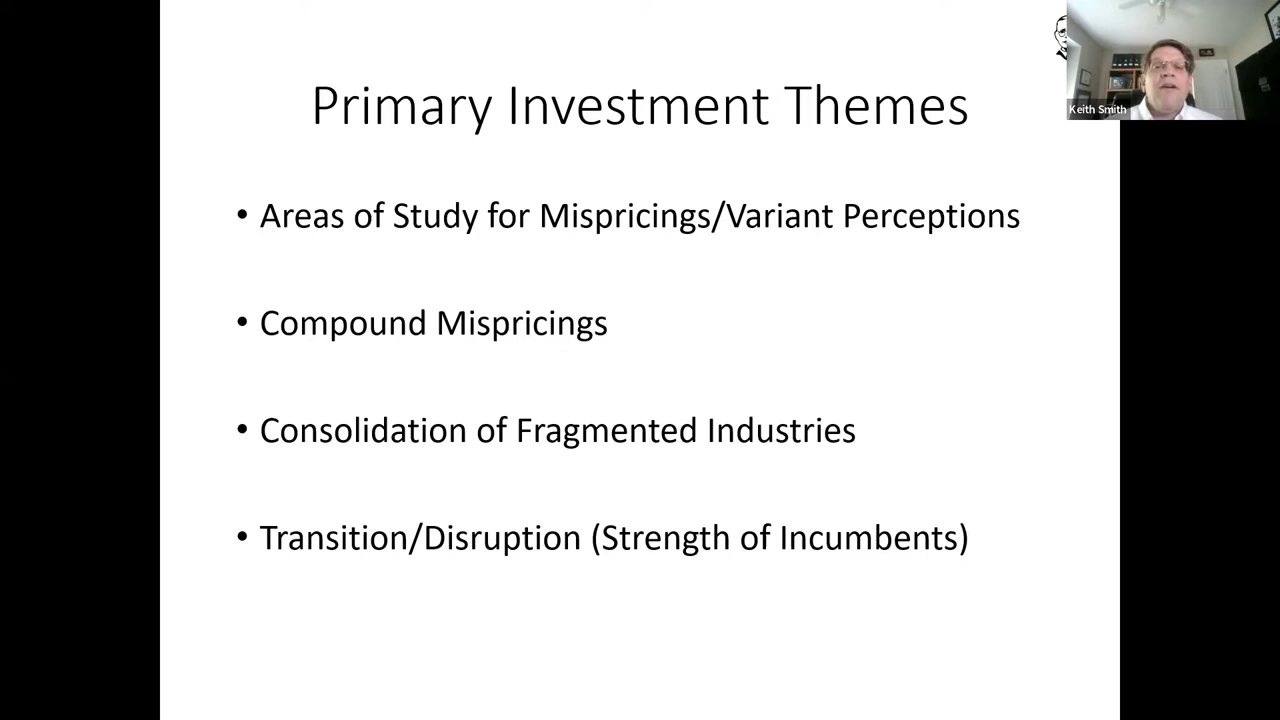 Primary Investment Themes
Keith Smith
• Areas of Study for Mispricings/Variant Perceptions
• Compound Mispricings
• Consolidation of Fragmented Industries
• Transition/Disruption (Strength of Incumbents)